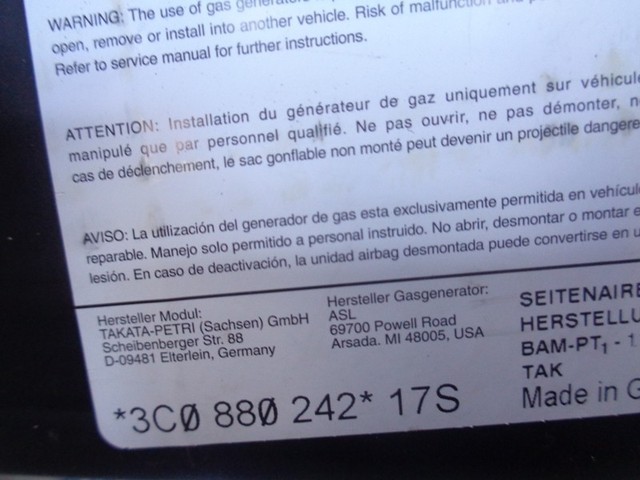 WARNING: The use of gas generators
open, remove or install into another vehicle. Risk of malfunction and
Refer to service manual for further instructions.
ATTENTION: Installation du générateur de gaz uniquement sur véhicule
manipulé que par personnel qualifié. Ne pas ouvrir, ne pas démonter, n
cas de déclenchement, le sac gonflable non monté peut devenir un projectile dangere
AVISO: La utilización del generador de gas esta exclusivamente permitida en vehícul
reparable. Manejo solo permitido a personal instruido. No abrir, desmontar o montar e
lesión. En caso de deactivación, la unidad airbag desmontada puede convertirse en u
Hersteller Modul:
TAKATA-PETRI (Sachsen) GmbH
Scheibenberger Str. 88
D-09481 Elterlein, Germany
Hersteller Gasgenerator:
ASL
69700 Powell Road
Arsada. MI 48005, USA
SEITENAIRB
HERSTELLU
BAM-PT1 - 1
TAK
Made in G
*3C0 880 242* 17S